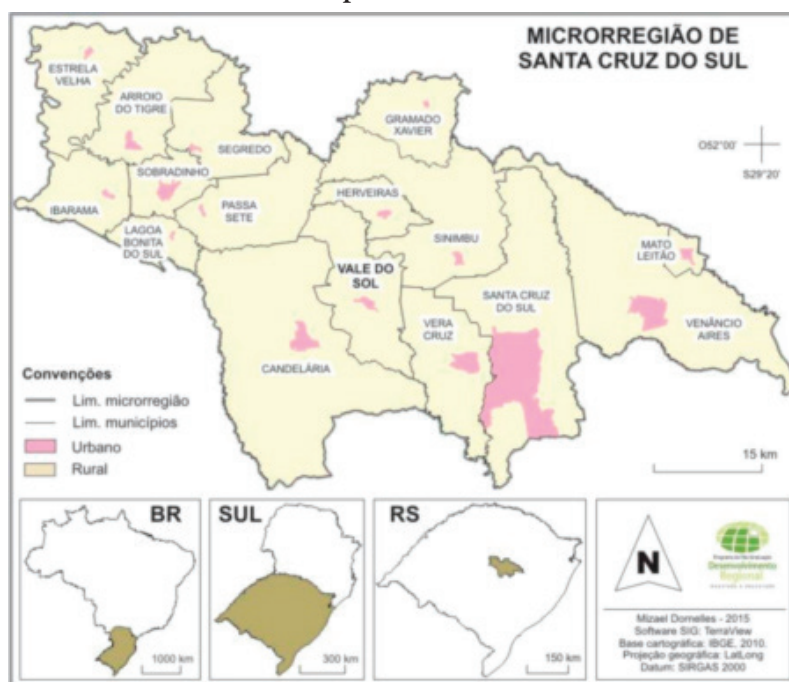 MICRORREGIÃO DE
SANTA CRUZ DO SUL
ESTRELA
VELHA
ARROIO
DO TIGRE
GRAMADO
XAVIER
O52°00'
S29°20'
SEGREDO
SOBRADINHO
HERVEIRAS
IBARAMA
PASSA
SETE
LAGOA
BONITA
DO SUL
SINIMBU
MATO
LEITÃO
VALE DO
SOL
SANTA CRUZ
DO SUL
VERA
CRUZ
VENÂNCIO
AIRES
CANDELÁRIA
Convenções
Lim. microrregião
Lim. municípios
Urbano
Rural
15 km
BR
1000 km
SUL
300 km
RS
150 km
N
Desenvolvimento
Regional
Mizael Dornelles - 2015
Software SIG: TerraView
Base cartográfica: IBGE, 2010.
Projeção geográfica: LatLong
Datum: SIRGAS 2000